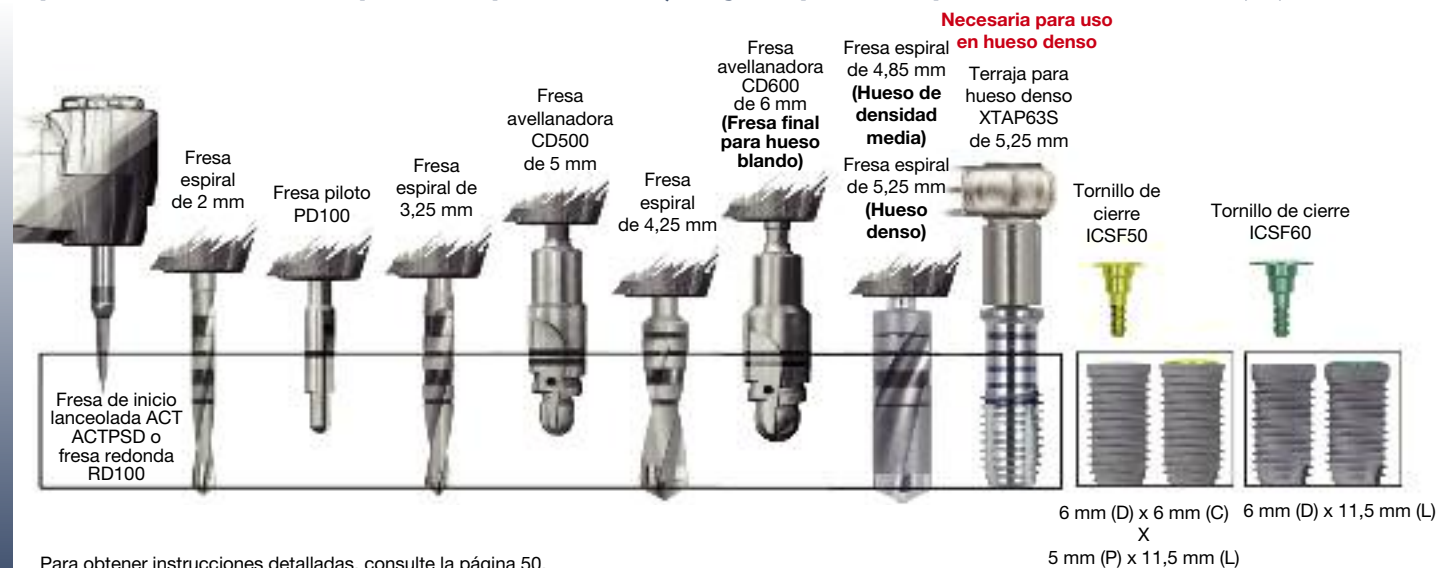 Necesaria para uso
en hueso denso
Fresa de inicio
lanceolada ACT
ACTPSD o
fresa redonda
RD100
Fresa
espiral
de 2 mm
Fresa piloto
PD100
Fresa
espiral de
3,25 mm
Fresa
avellanadora
CD500
de 5 mm
Fresa
espiral
de 4,25 mm
Fresa
avellanadora
CD600
de 6 mm
(Fresa final
para hueso
blando)
Fresa espiral
de 4,85 mm
(Hueso de
densidad
media)
Fresa espiral
de 5,25 mm
(Hueso
denso)
Terraja para
hueso denso
XTAP63S
de 5,25 mm
Tornillo de
cierre
ICSF50
Tornillo de cierre
ICSF60
6 mm (D) x 6 mm (C)
X
5 mm (P) x 11,5 mm (L)
6 mm (D) x 11,5 mm (L)
Para obtener instrucciones detalladas, consulte la página 50.